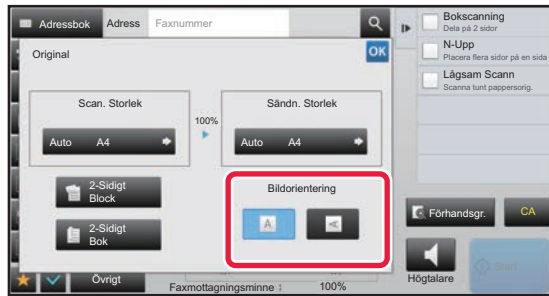 Adressbok
Adress
Faxnummer
Bokscanning
Dela på 2 sidor
N-Upp
Placera flera sidor på en sida
Lågsam Scann
Scanna tunt pappersorig.
Original
OK
Scan. Storlek
100%
Sändn. Storlek
Auto A4
Auto A4
2-Sidigt
Block
2-Sidigt
Bok
Bildorientering
A
A
Förhandsgr.
CA
Högtalare
Start
Övrigt
Faxmottagningsminne :
100%